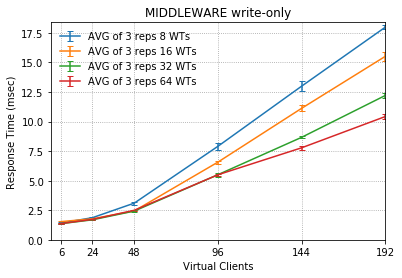 MIDDLEWARE write-only
AVG of 3 reps 8 WTs
AVG of 3 reps 16 WTs
AVG of 3 reps 32 WTs
AVG of 3 reps 64 WTs
Response Time (msec)
17.5
15.0
12.5
10.0
7.5
5.0
2.5
0.0
6 24 48 96 144 192
Virtual Clients